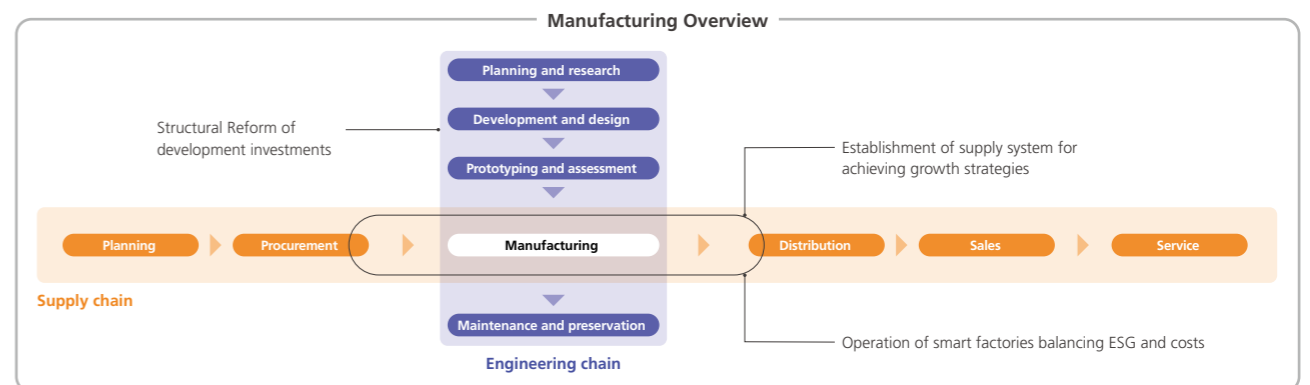 Manufacturing Overview
Planning and research
Development and design
Prototyping and assessment
Structural Reform of
development investments
Establishment of supply system for
achieving growth strategies
Planning
Procurement
Manufacturing
Distribution
Sales
Service
Supply chain
Maintenance and preservation
Engineering chain
Operation of smart factories balancing ESG and costs